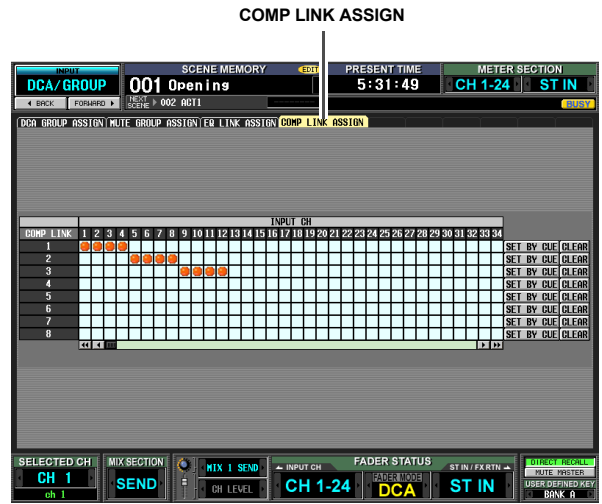 COMP LINK ASSIGN
INPUT SCENE MEMORY EDIT PRESENT TIME METER SECTION
DCA/GROUP 001 Opening 5:31:49 CH 1-24 ST IN
BACK FORWARD NEXT SCENE 002 ACT1 BUSY
DCA GROUP ASSIGN MUTE GROUP ASSIGN EQ LINK ASSIGN COMP LINK ASSIGN
INPUT CH
COMP LINK 1 2 3 4 5 6 7 8 9 10 11 12 13 14 15 16 17 18 19 20 21 22 23 24 25 26 27 28 29 30 31 32 33 34
1 SET BY CUE CLEAR
2 SET BY CUE CLEAR
3 SET BY CUE CLEAR
4 SET BY CUE CLEAR
5 SET BY CUE CLEAR
6 SET BY CUE CLEAR
7 SET BY CUE CLEAR
8 SET BY CUE CLEAR
SELECTED CH MIX SECTION MIX 1 SEND FADER STATUS DIRECT RECALL
INPUT CH FADER MODE ST IN / FX RTN MUTE MASTER
CH 1 SEND CH LEVEL CH 1-24 DCA ST IN USER DEFINED KEY
ch 1 BANK A